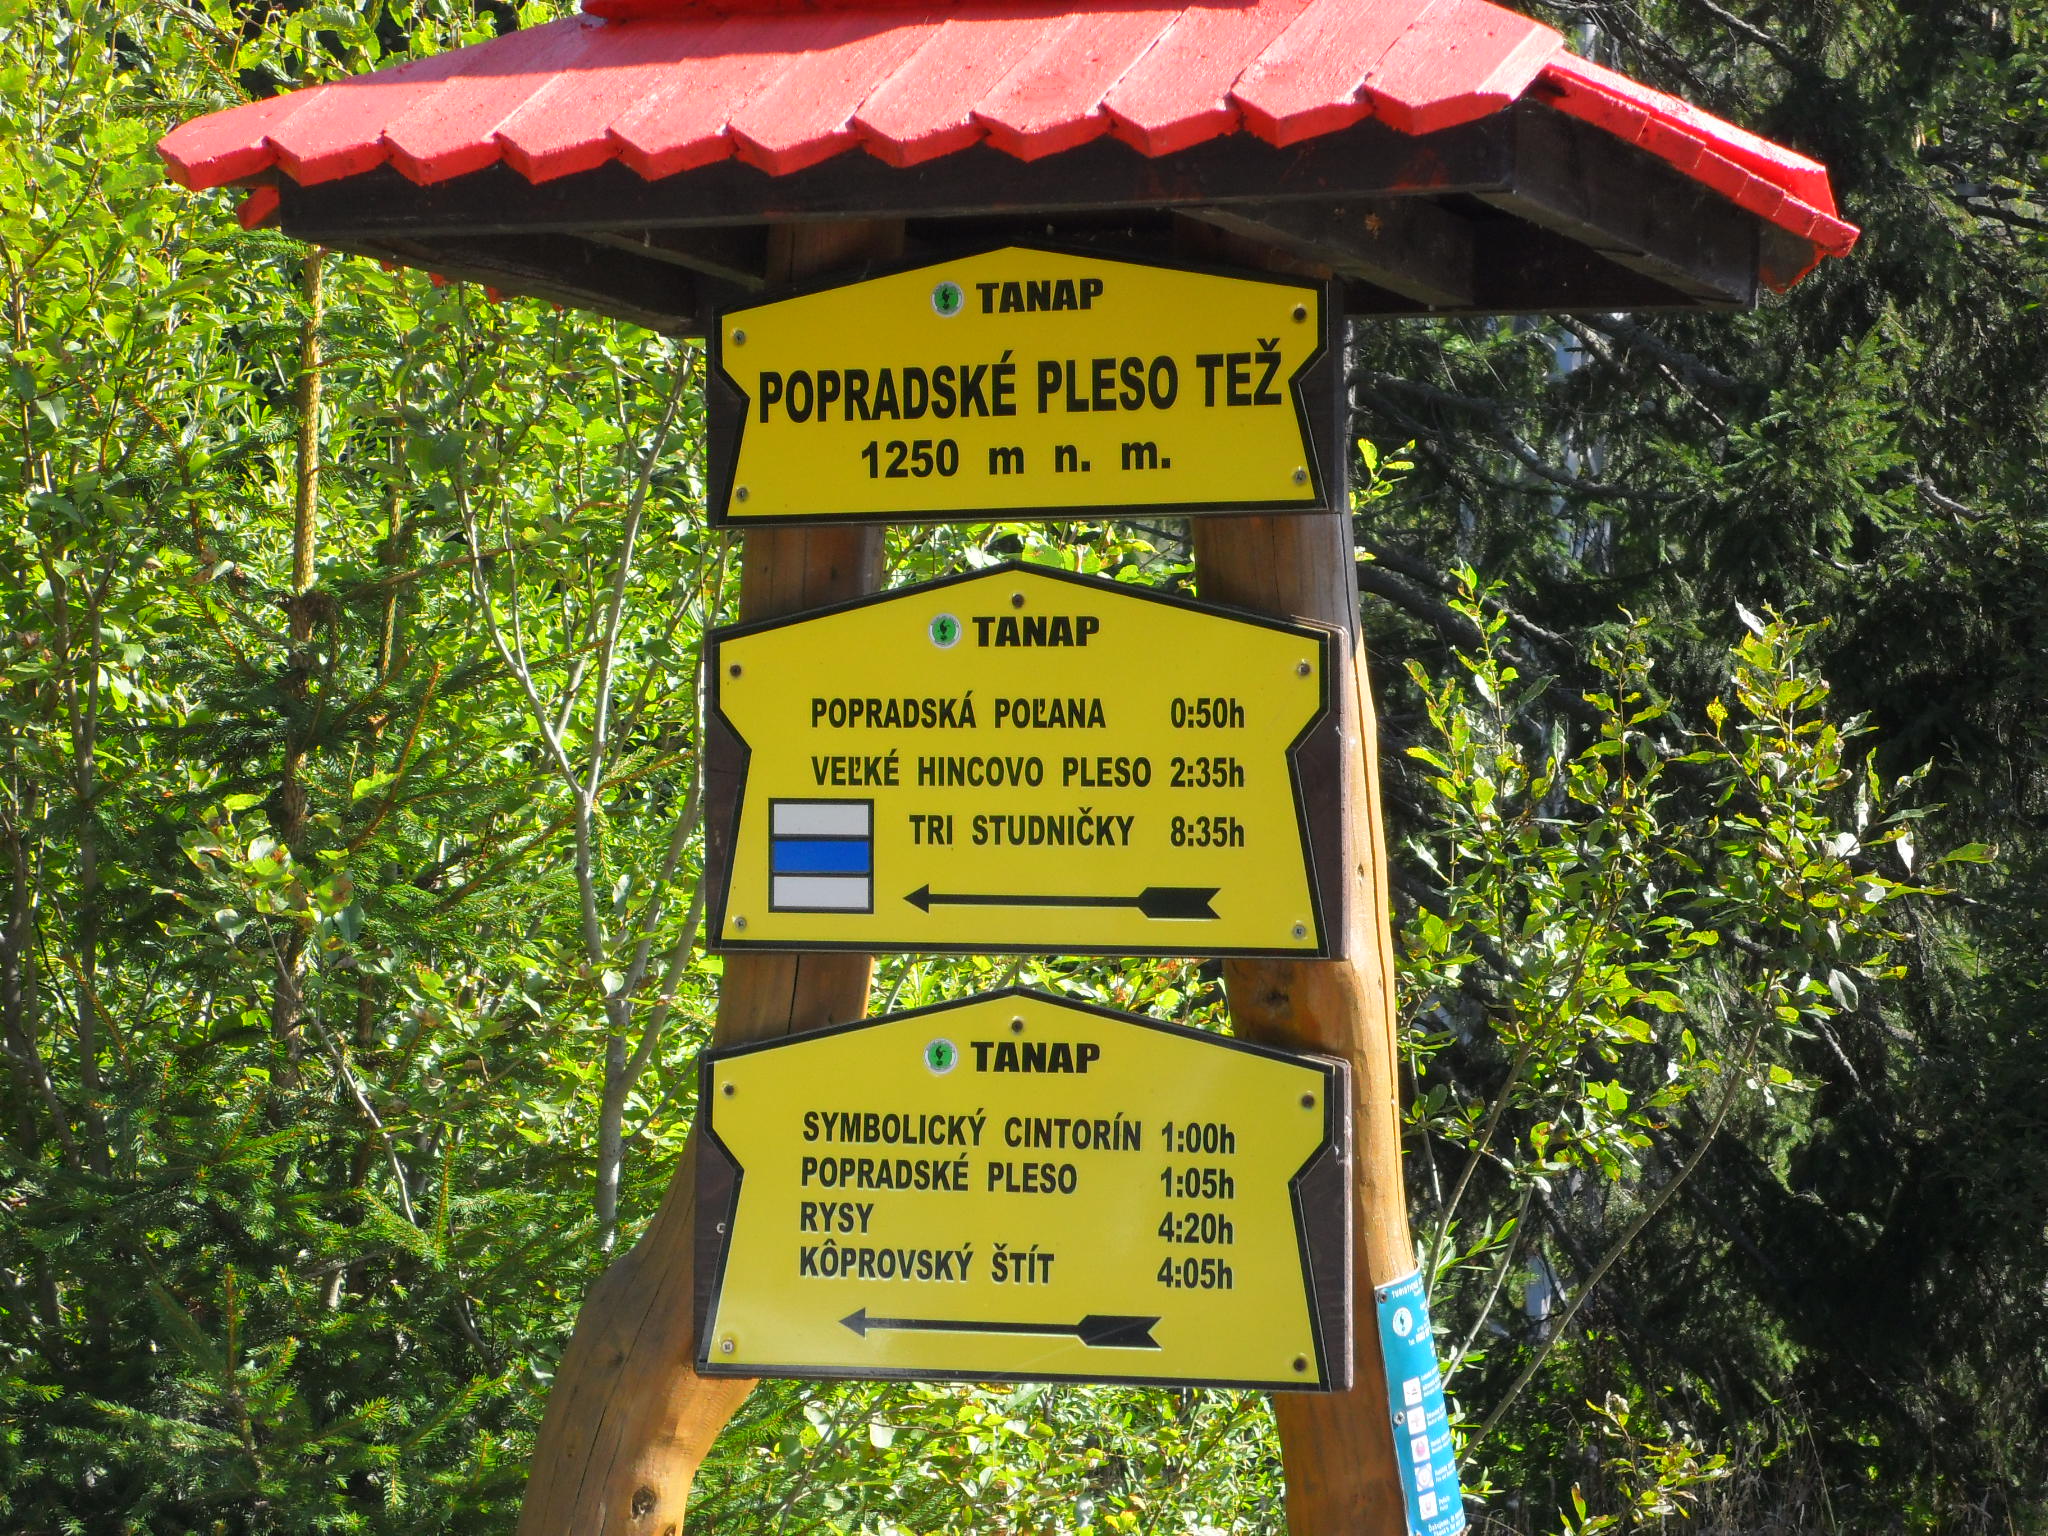 TANAP
POPRADSKÉ PLESO TEŽ
1250 m n. m.
TANAP
POPRADSKÁ POĽANA 0:50h
VEĽKÉ HINCOVO PLESO 2:35h
TRI STUDNIČKY 8:35h
TANAP
SYMBOLICKÝ CINTORÍN 1:00h
POPRADSKÉ PLESO 1:05h
RYSY 4:20h
KÔPROVSKÝ ŠTÍT 4:05h